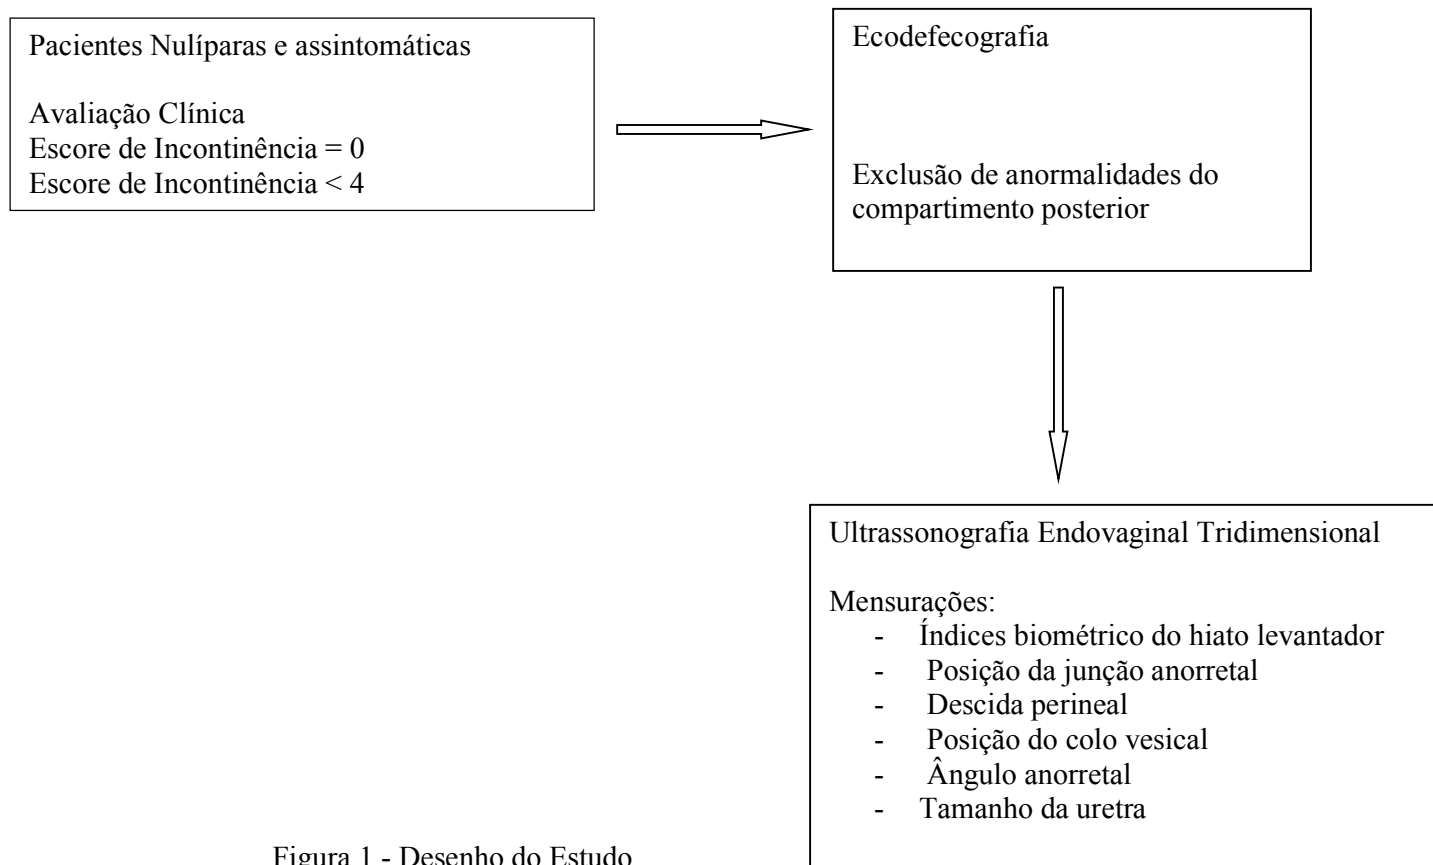 Pacientes Nulíparas e assintomáticas
Avaliação Clínica
Escore de Incontinência = 0
Escore de Incontinência < 4
Ecodefecografia
Exclusão de anormalidades do
compartimento posterior
Ultrassonografia Endovaginal Tridimensional
Mensurações:
- Índices biométrico do hiato levantador
- Posição da junção anorretal
- Descida perineal
- Posição do colo vesical
- Ângulo anorretal
- Tamanho da uretra
Figura 1 - Desenho do Estudo